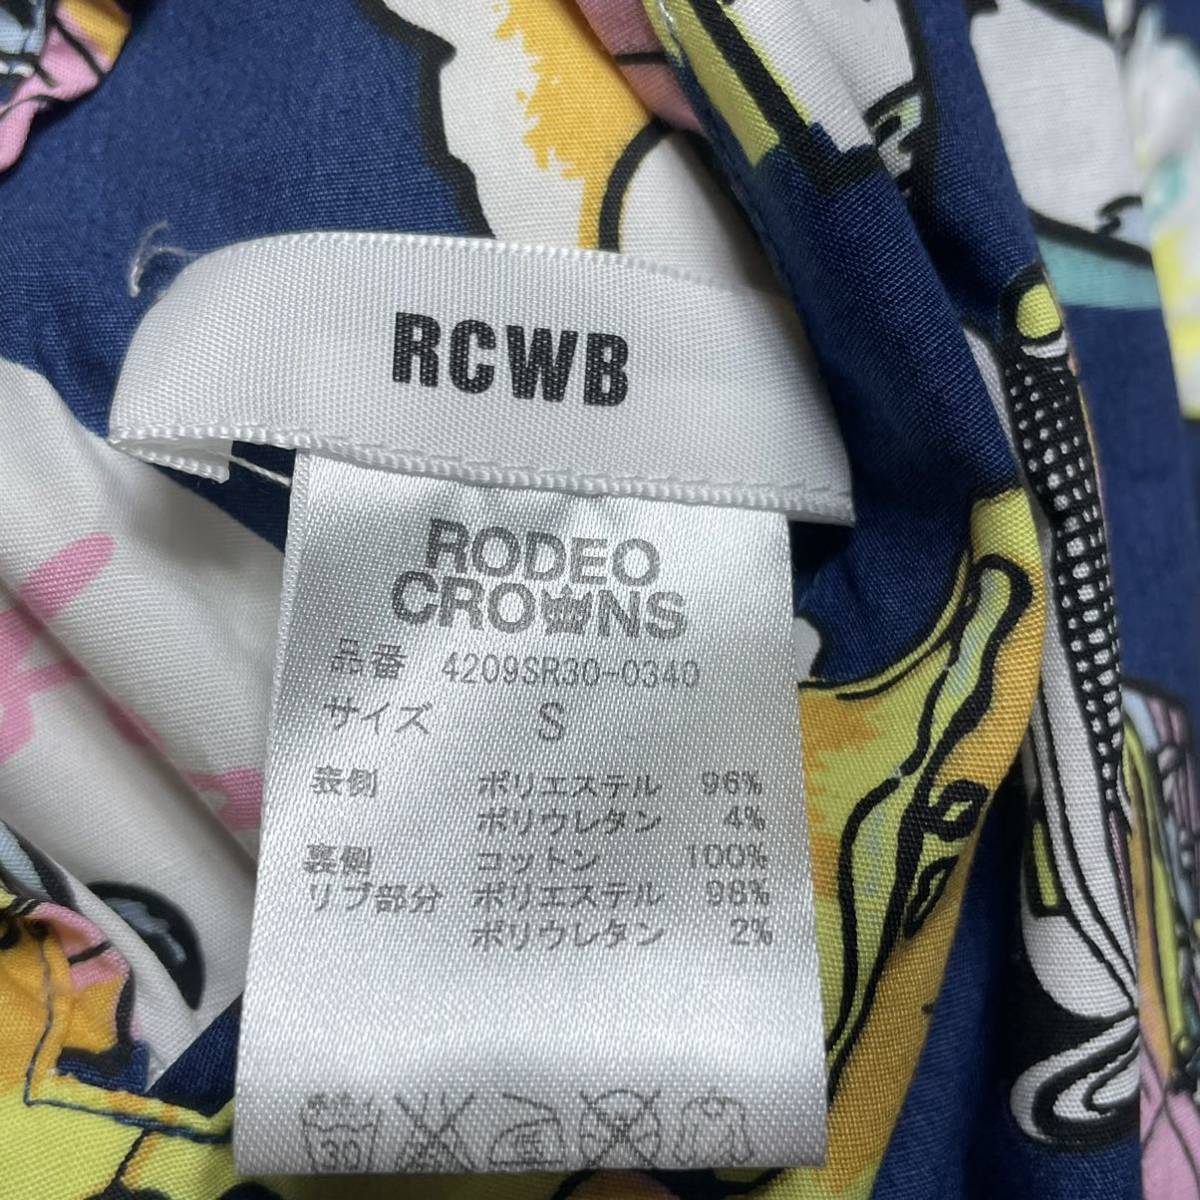 RCWB
RODEO
CROWNS
品番 4209SR30-0340
サイズ S
表側 ポリエステル 96%
ポリウレタン 4%
裏側 コットン 100%
リブ部分 ポリエステル 98%
ポリウレタン 2%
30 低